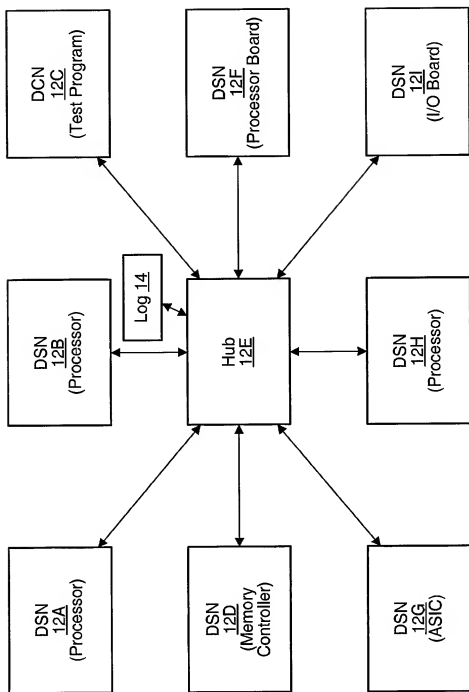 DSN
12A
(Processor)
DSN
12B
(Processor)
DCN
12C
(Test Program)
Log 14
DSN
12D
(Memory
Controller)
Hub
12E
DSN
12F
(Processor Board)
DSN
12G
(ASIC)
DSN
12H
(Processor)
DSN
12I
(I/O Board)